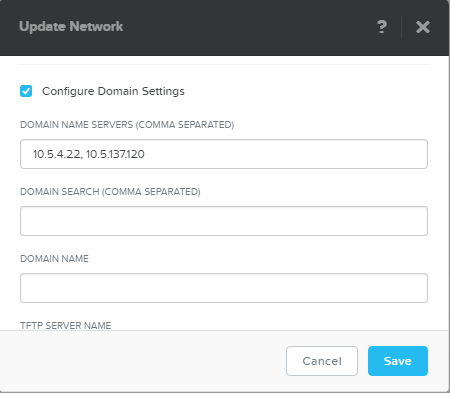 Update Network
?
Configure Domain Settings
DOMAIN NAME SERVERS (COMMA SEPARATED)
10.5.4.22, 10.5.137.120
DOMAIN SEARCH (COMMA SEPARATED)
DOMAIN NAME
TFTP SERVER NAME
Cancel Save